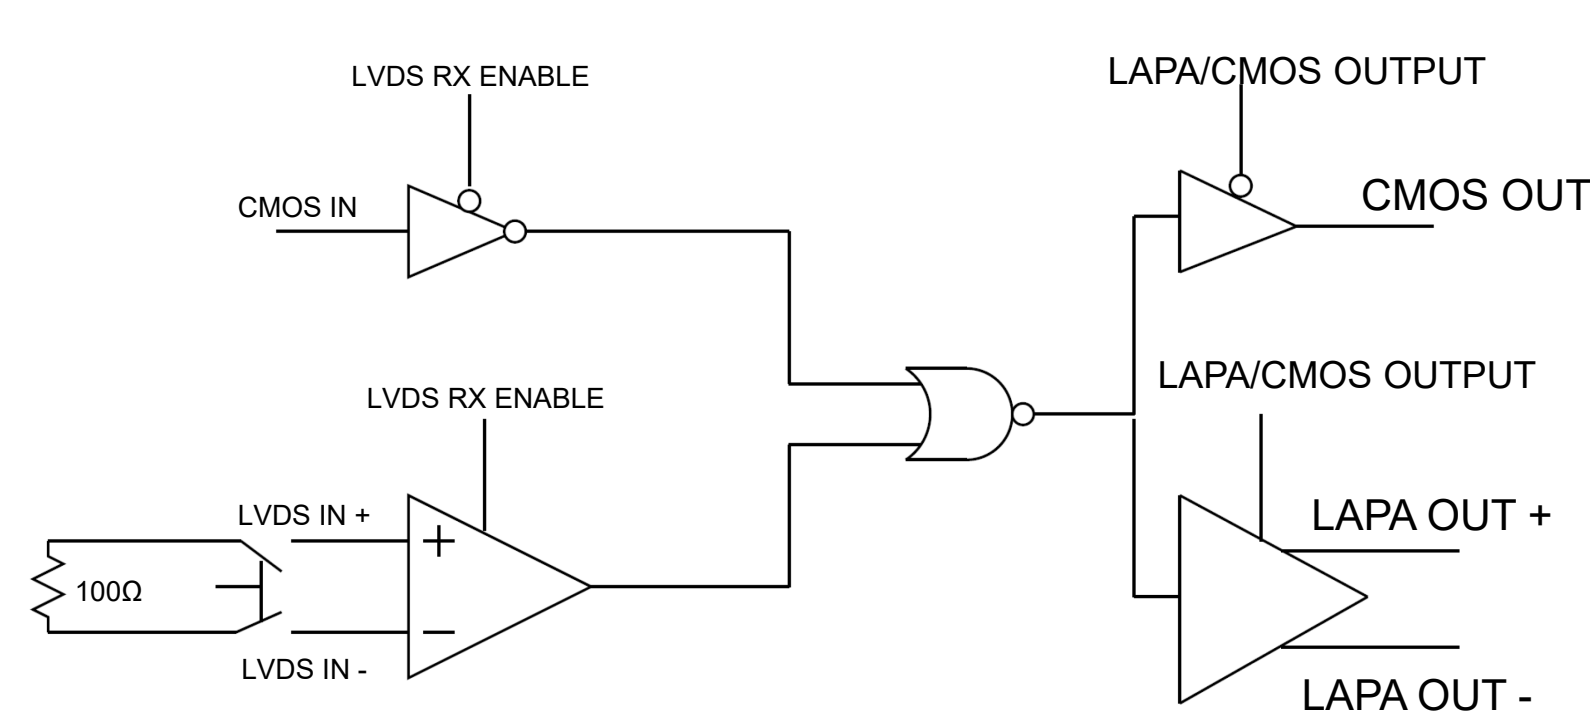 LVDS RX ENABLE
LAPA/CMOS OUTPUT
CMOS IN
CMOS OUT
LVDS RX ENABLE
LAPA/CMOS OUTPUT
LVDS IN +
+
LAPA OUT +
100Ω
−
LVDS IN -
LAPA OUT -